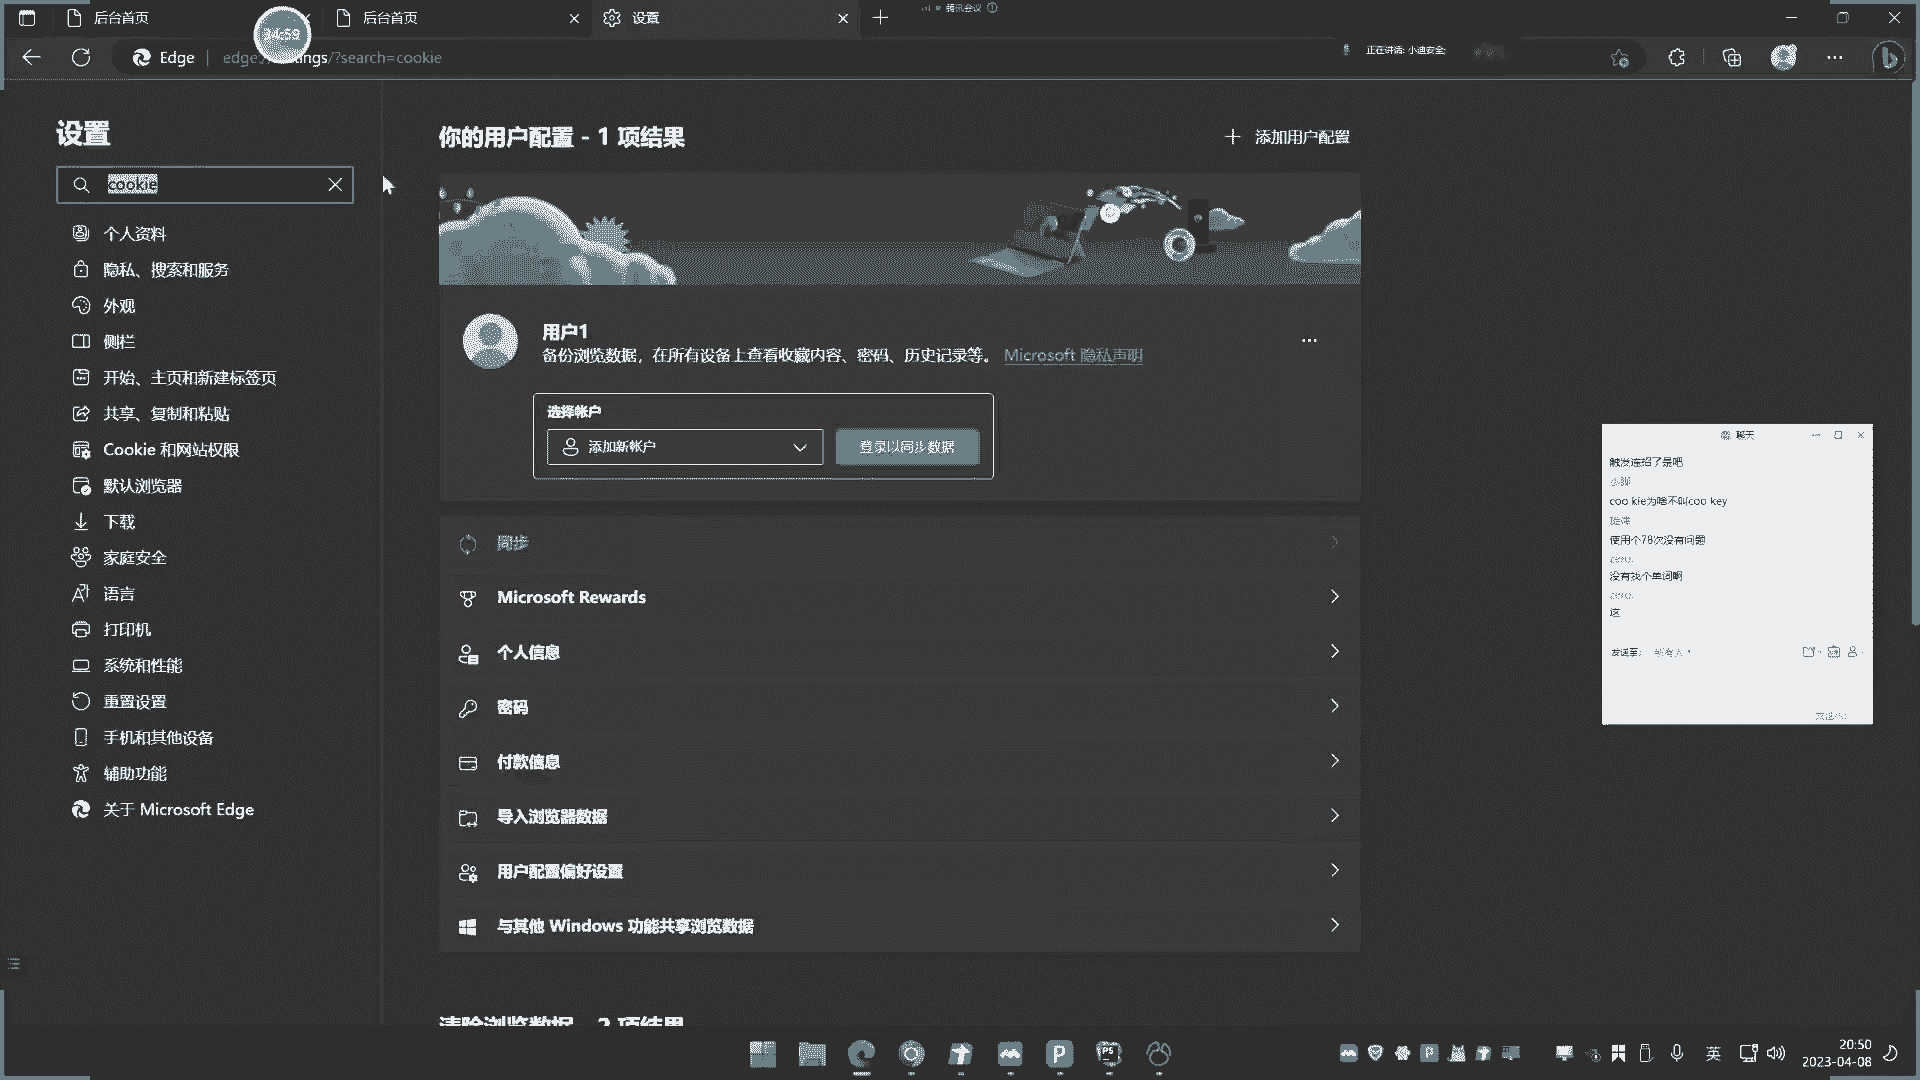 后台首页
后台首页
设置
腾讯会议
34:59
Edge
edge://settings/?search=cookie
正在讲话: 小迪安全;
设置
cookie
个人资料
隐私、搜索和服务
外观
侧栏
开始、主页和新建标签页
共享、复制和粘贴
Cookie 和网站权限
默认浏览器
下载
家庭安全
语言
打印机
系统和性能
重置设置
手机和其他设备
辅助功能
关于 Microsoft Edge
你的用户配置 - 1 项结果
添加用户配置
用户1
备份浏览数据，在所有设备上查看收藏内容、密码、历史记录等。 Microsoft 隐私声明
选择帐户
添加新帐户
登录以同步数据
同步
Microsoft Rewards
个人信息
密码
付款信息
导入浏览器数据
用户配置偏好设置
与其他 Windows 功能共享浏览数据
清除浏览数据 - 2 项结果
聊天
触发连招了是吧
coo kie为啥不叫coo key
使用个78次没有问题
zero.
没有找个单词啊
zero.
这
发送至:
所有人
英
20:50
2023-04-08